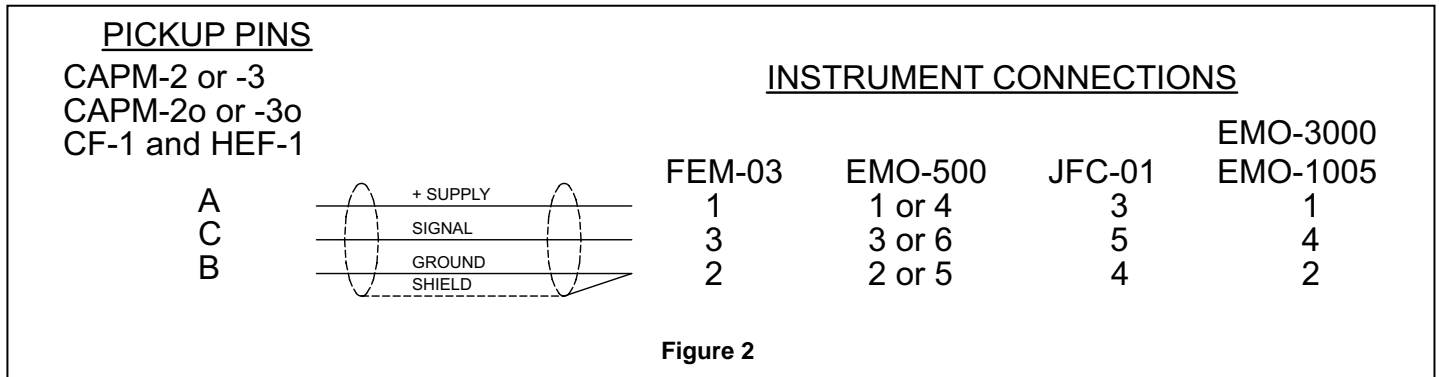 PICKUP PINS
CAPM-2 or -3
CAPM-2o or -3o
CF-1 and HEF-1
INSTRUMENT CONNECTIONS
EMO-3000
FEM-03 EMO-500 JFC-01 EMO-1005
A + SUPPLY 1 1 or 4 3 1
C SIGNAL 3 3 or 6 5 4
B GROUND 2 2 or 5 4 2
SHIELD
Figure 2